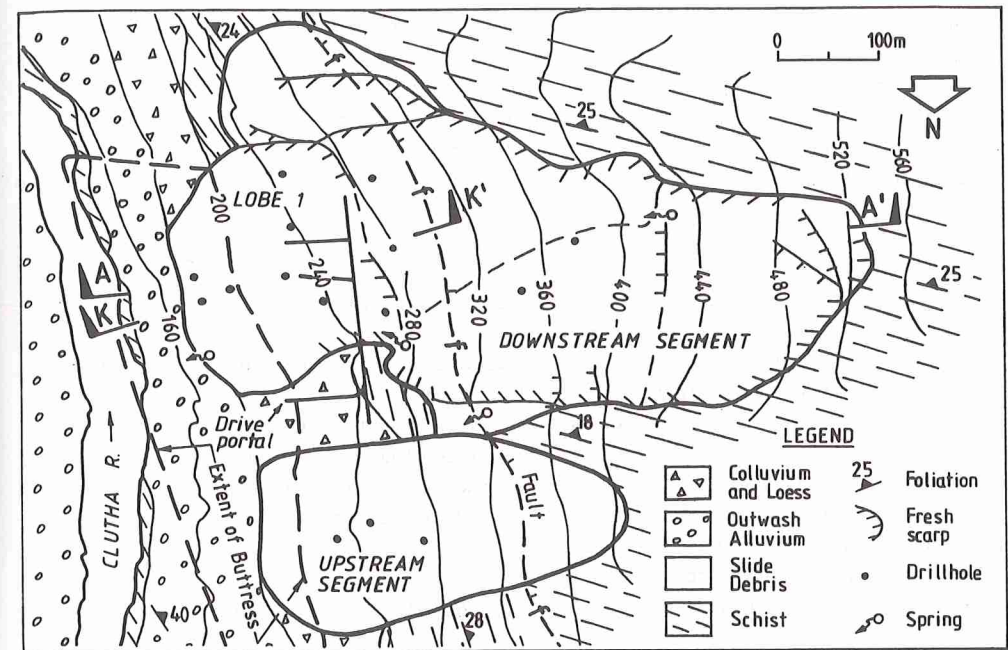 24
0 100m
N
25
520
560
LOBE 1
200
K'
A'
A
K
240
280
320
360
400
440
480
25
160
f
f
f
f
DOWNSTREAM SEGMENT
Drive
portal
18
CLUTHA R.
Extent of Buttress
Fault
UPSTREAM
SEGMENT
40
28
f
LEGEND
Colluvium
and Loess
Outwash
Alluvium
Slide
Debris
Schist
25 Foliation
Fresh
scarp
Drillhole
Spring